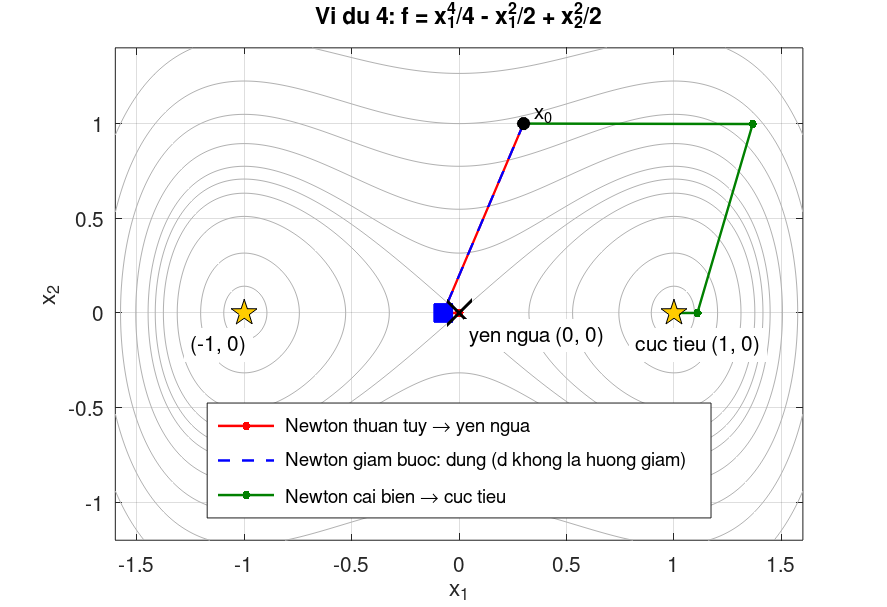 Vi du 4: f = x₁⁴/4 - x₁²/2 + x₂²/2
x₀
1
0.5
0
-0.5
-1
x₂
(-1, 0)
yen ngua (0, 0)
cuc tieu (1, 0)
Newton thuan tuy → yen ngua
Newton giam buoc: dung (d khong la huong giam)
Newton cai bien → cuc tieu
-1.5 -1 -0.5 0 0.5 1 1.5
x₁